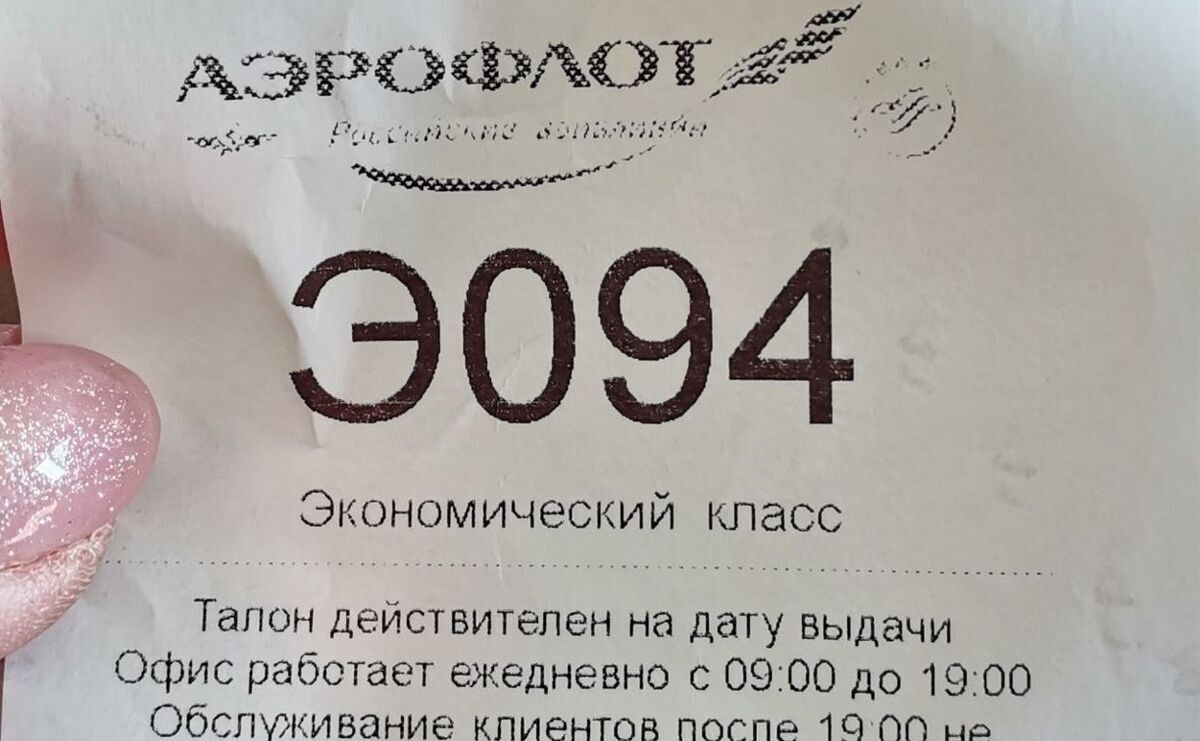 АЭРОФЛОТ
Российские авиалинии
Э094
Экономический класс
Талон действителен на дату выдачи
Офис работает ежедневно с 09:00 до 19:00
Обслуживание клиентов после 19:00 не